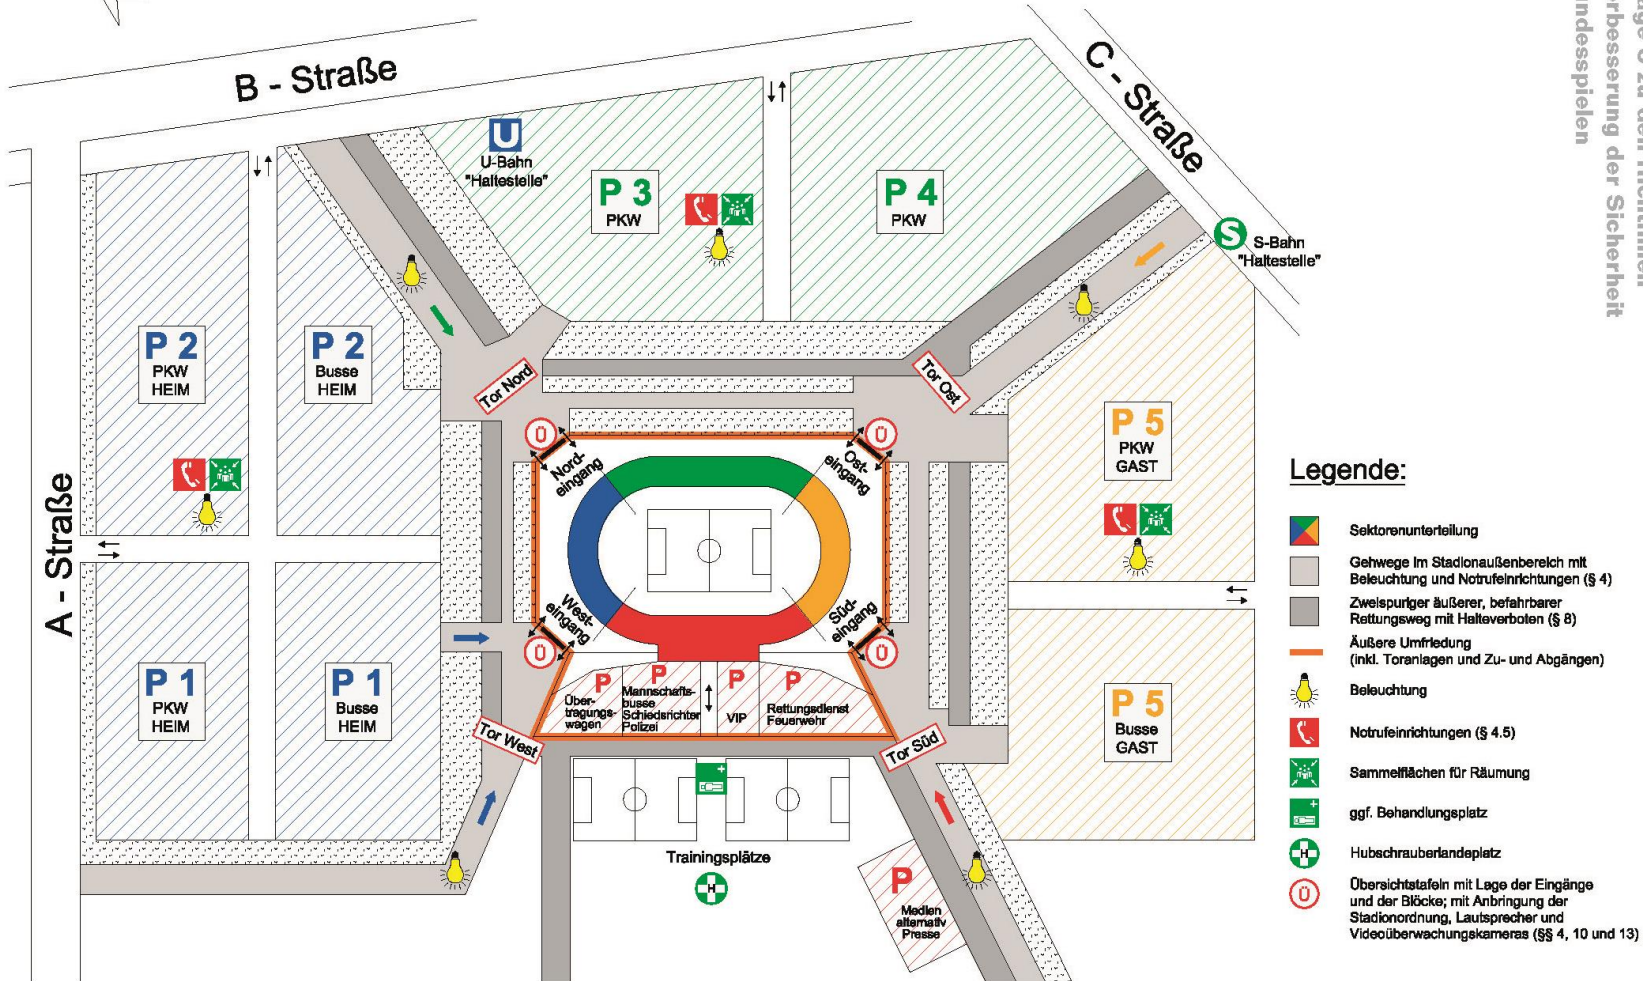 B - Straße
C - Straße
A - Straße
erbesserung der Sicherheit
U
U-Bahn
"Haltestelle"
P 3
PKW
P 4
PKW
S
S-Bahn
"Haltestelle"
P 2
PKW
HEIM
P 2
Busse
HEIM
Tor Nord
Tor Ost
P 5
PKW
GAST
Ü
Nord-
eingang
Ü
Ost-
eingang
West-
eingang
Ü
Süd-
eingang
Ü
P 1
PKW
HEIM
P 1
Busse
HEIM
P
Über-
tragungs-
wagen
P
Mannschafts-
busse
Schiedsrichter
Polizei
P
VIP
P
Rettungsdienst
Feuerwehr
Tor West
Tor Süd
P 5
Busse
GAST
Trainingsplätze
H
P
Medien
alternativ
Presse
Legende:
Sektorenunterteilung
Gehwege im Stadionaußenbereich mit
Beleuchtung und Notrufeinrichtungen (§ 4)
Zweispuriger äußerer, befahrbarer
Rettungsweg mit Halteverboten (§ 8)
Äußere Umfriedung
(inkl. Toranlagen und Zu- und Abgängen)
Beleuchtung
Notrufeinrichtungen (§ 4.5)
Sammelflächen für Räumung
ggf. Behandlungsplatz
H
Hubschrauberlandeplatz
Ü
Übersichtstafeln mit Lage der Eingänge
und der Blöcke; mit Anbringung der
Stadionordnung, Lautsprecher und
Videoüberwachungskameras (§§ 4, 10 und 13)